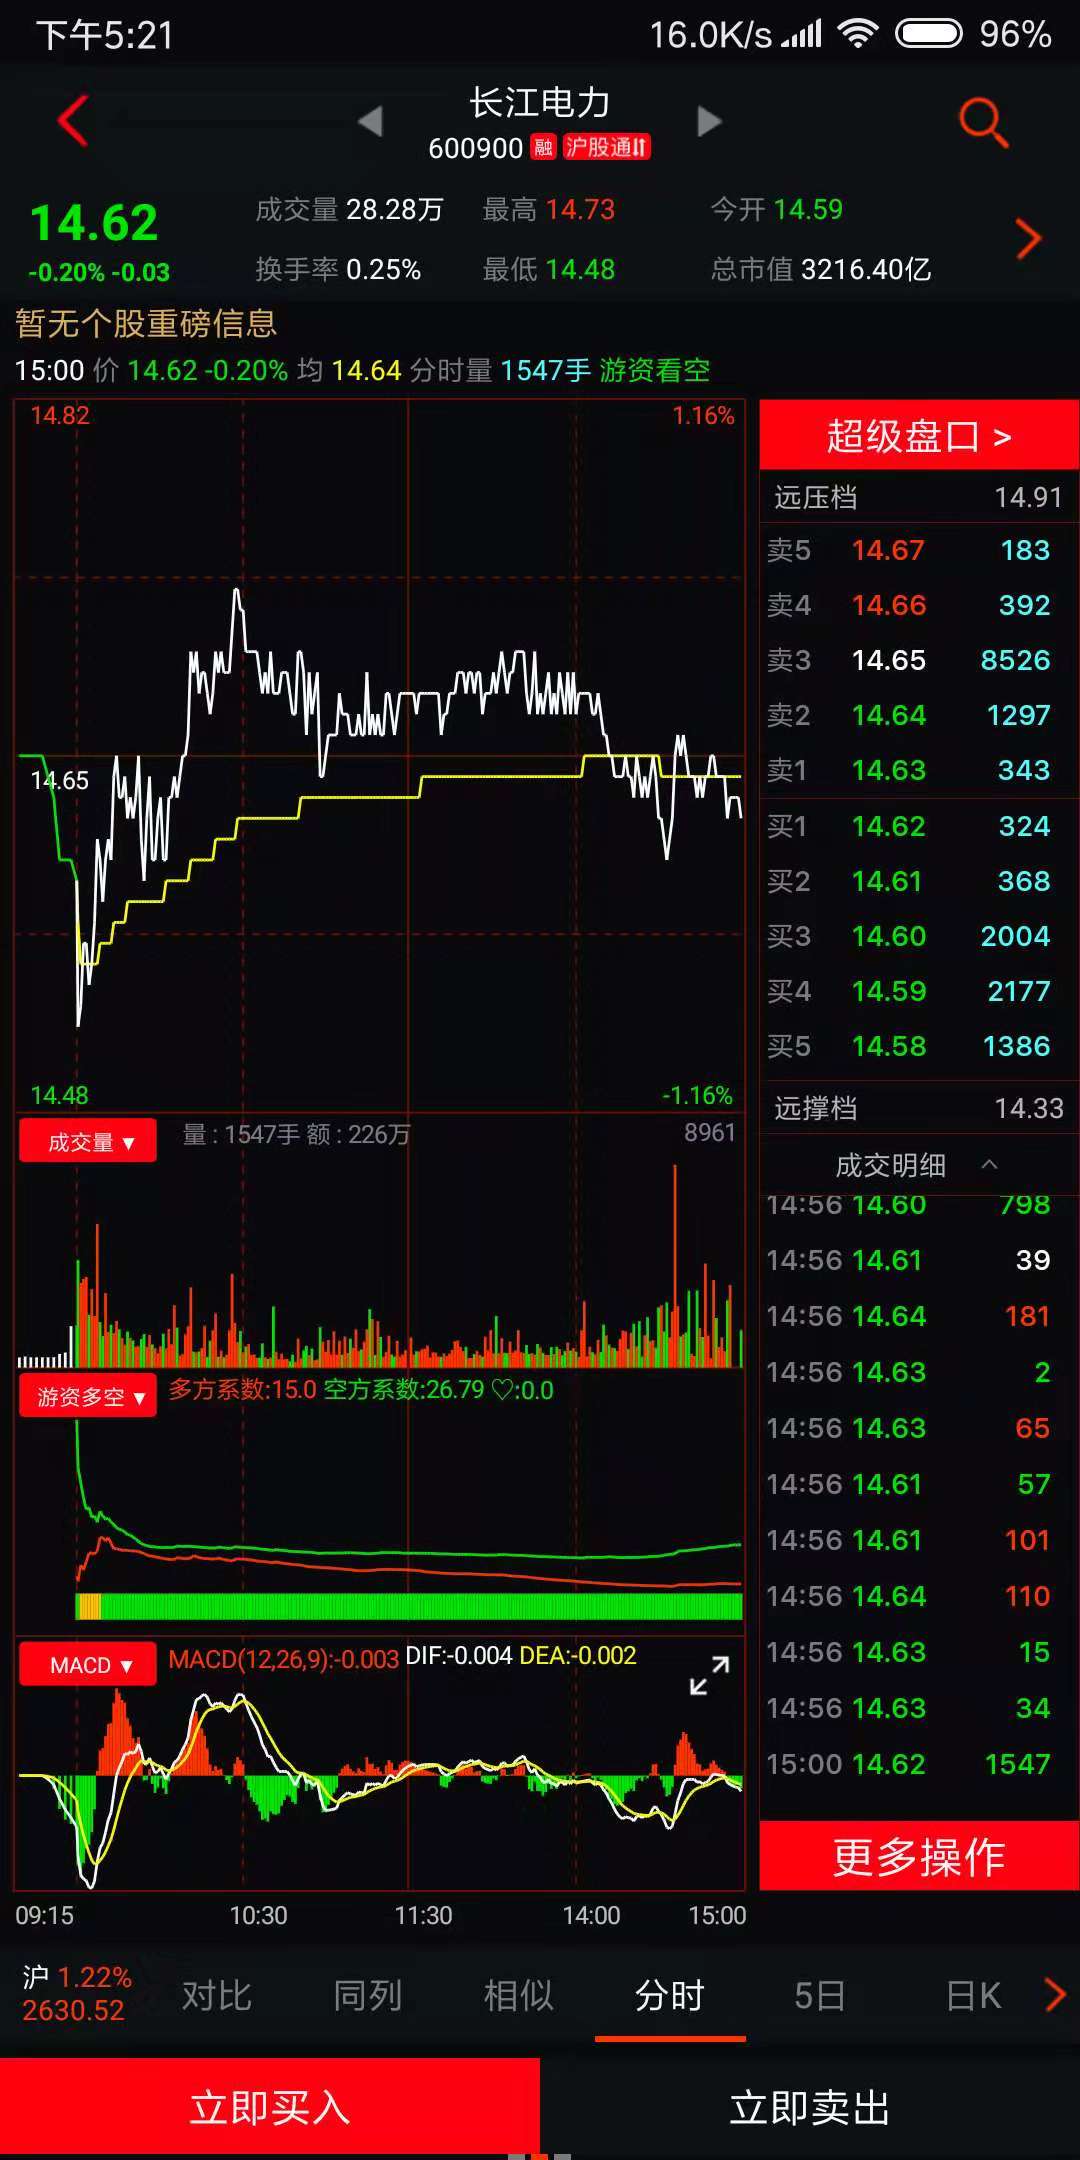 下午5:21 16.0K/s 96%
长江电力
600900 融 沪股通
14.62 成交量 28.28万 最高 14.73 今开 14.59
-0.20% -0.03 换手率 0.25% 最低 14.48 总市值 3216.40亿
暂无个股重磅信息
15:00 价 14.62 -0.20% 均 14.64 分时量 1547手 游资看空
14.82 1.16%
14.65
14.48 -1.16%
成交量 ▼ 量 : 1547手 额 : 226万 8961
游资多空 ▼ 多方系数:15.0 空方系数:26.79 ♡:0.0
MACD ▼ MACD(12,26,9):-0.003 DIF:-0.004 DEA:-0.002
09:15 10:30 11:30 14:00 15:00
超级盘口 >
远压档 14.91
卖5 14.67 183
卖4 14.66 392
卖3 14.65 8526
卖2 14.64 1297
卖1 14.63 343
买1 14.62 324
买2 14.61 368
买3 14.60 2004
买4 14.59 2177
买5 14.58 1386
远撑档 14.33
成交明细
14:56 14.60 798
14:56 14.61 39
14:56 14.64 181
14:56 14.63 2
14:56 14.63 65
14:56 14.61 57
14:56 14.61 101
14:56 14.64 110
14:56 14.63 15
14:56 14.63 34
15:00 14.62 1547
更多操作
沪 1.22%
2630.52
对比 同列 相似 分时 5日 日K
立即买入 立即卖出